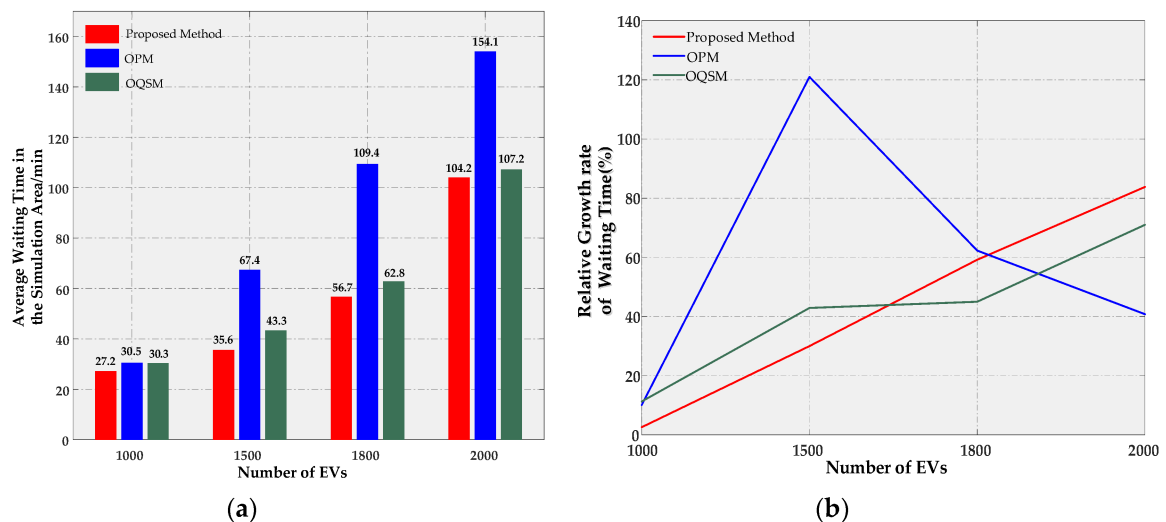 160
140
120
100
80
60
40
20
0
Average Waiting Time in
the Simulation Area/min
Proposed Method
OPM
OQSM
27.2
30.5
30.3
35.6
67.4
43.3
56.7
109.4
62.8
104.2
154.1
107.2
1000
1500
1800
2000
Number of EVs
(a)
140
120
100
80
60
40
20
0
Relative Growth rate
of Waiting Time(%)
Proposed Method
OPM
OQSM
1000
1500
1800
2000
Number of EVs
(b)